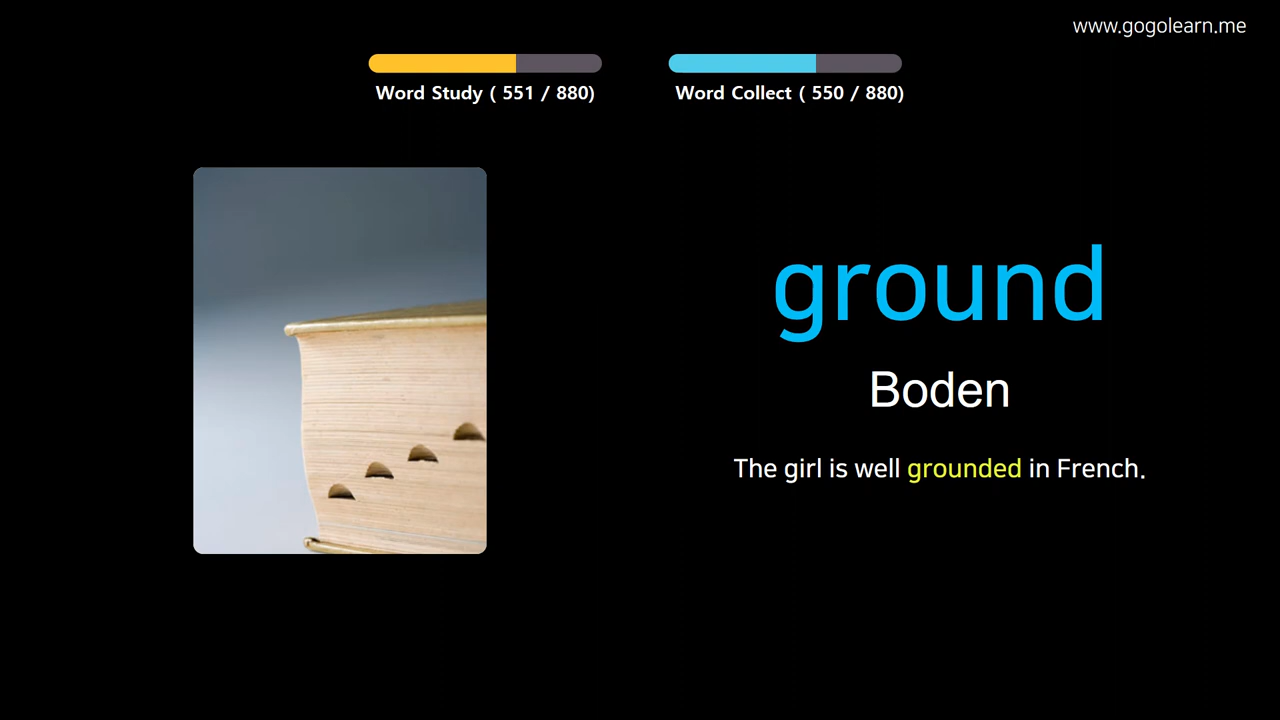 www.gogolearn.me
Word Study ( 551 / 880)
Word Collect ( 550 / 880)
ground
Boden
The girl is well grounded in French.